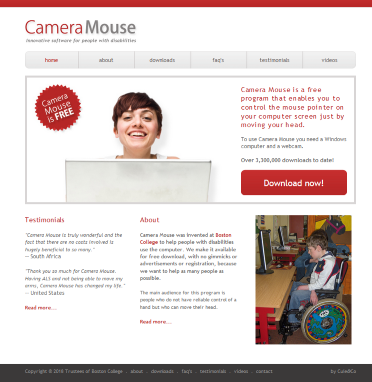 CameraMouse
Innovative software for people with disabilities
home about downloads faq's testimonials videos
Camera
Mouse
is FREE
Camera Mouse is a free
program that enables you to
control the mouse pointer on
your computer screen just by
moving your head.
To use Camera Mouse you need a Windows
computer and a webcam.
Over 3,300,000 downloads to date!
Download now!
Testimonials
"Camera Mouse is truly wonderful and the
fact that there are no costs involved is
hugely beneficial to so many."
— South Africa
"Thank you so much for Camera Mouse.
Having ALS and not being able to move my
arms, Camera Mouse has changed my life."
— United States
Read more...
About
Camera Mouse was invented at Boston
College to help people with disabilities
use the computer. We make it available
for free download, with no gimmicks or
advertisements or registration, because
we want to help as many people as
possible.
The main audience for this program is
people who do not have reliable control of a
hand but who can move their head.
Read more...
Copyright © 2018 Trustees of Boston College . about . downloads . faq's . testimonials . videos . contact